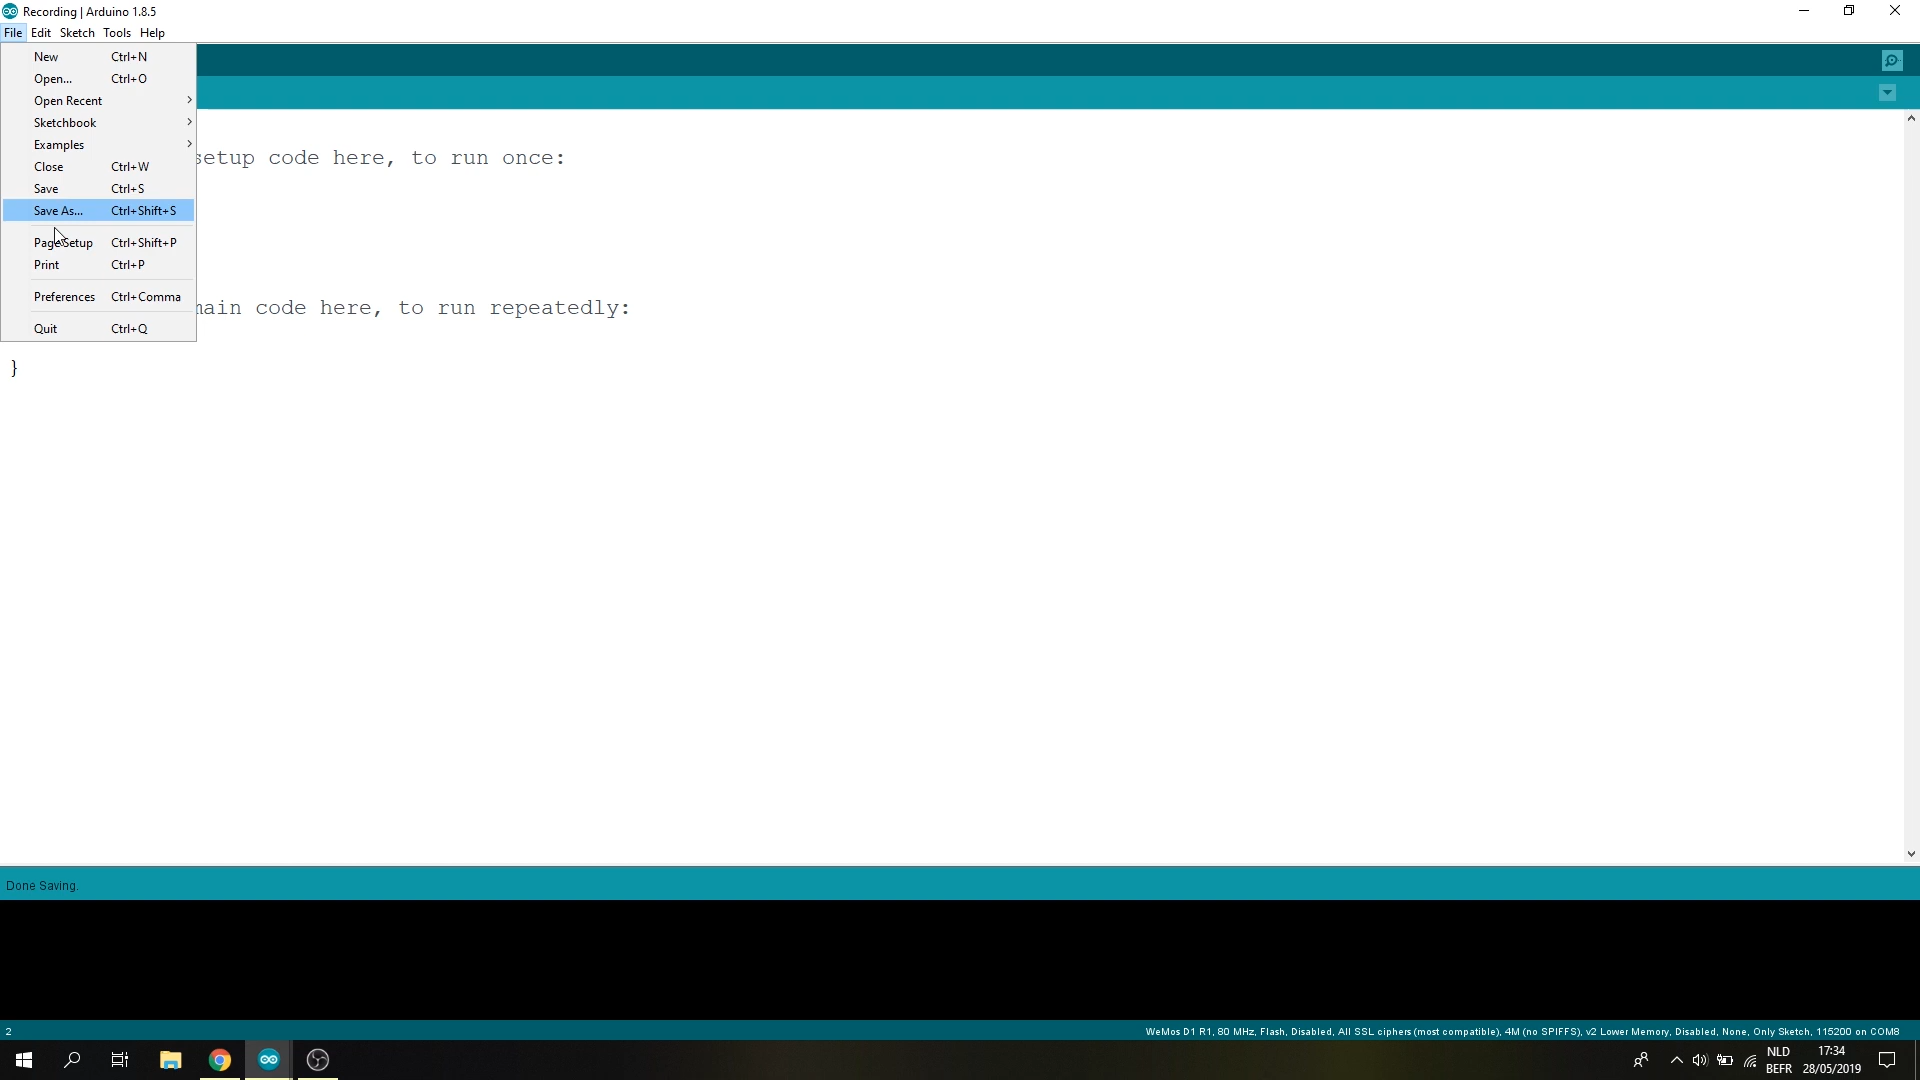 Recording | Arduino 1.8.5
File Edit Sketch Tools Help
New Ctrl+N
Open... Ctrl+O
Open Recent
Sketchbook
Examples
Close Ctrl+W
Save Ctrl+S
Save As... Ctrl+Shift+S
Page Setup Ctrl+Shift+P
Print Ctrl+P
Preferences Ctrl+Comma
Quit Ctrl+Q
setup code here, to run once:
main code here, to run repeatedly:
}
Done Saving.
2
WeMos D1 R1, 80 MHz, Flash, Disabled, All SSL ciphers (most compatible), 4M (no SPIFFS), v2 Lower Memory, Disabled, None, Only Sketch, 115200 on COM8
NLD
BEFR
17:34
28/05/2019